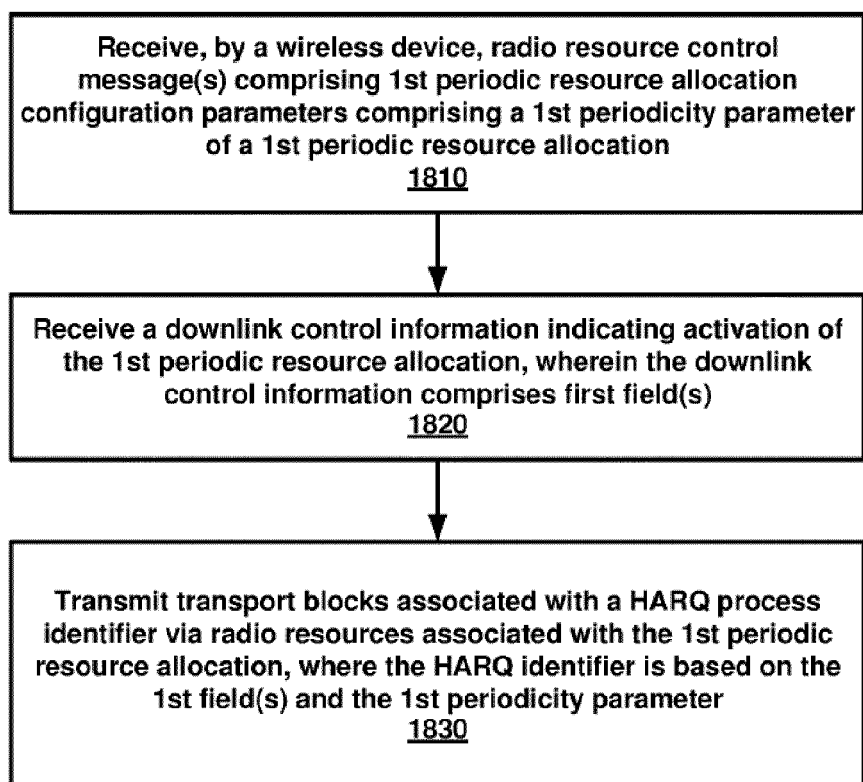 Receive, by a wireless device, radio resource control
message(s) comprising 1st periodic resource allocation
configuration parameters comprising a 1st periodicity parameter
of a 1st periodic resource allocation
1810
Receive a downlink control information indicating activation of
the 1st periodic resource allocation, wherein the downlink
control information comprises first field(s)
1820
Transmit transport blocks associated with a HARQ process
identifier via radio resources associated with the 1st periodic
resource allocation, where the HARQ identifier is based on the
1st field(s) and the 1st periodicity parameter
1830